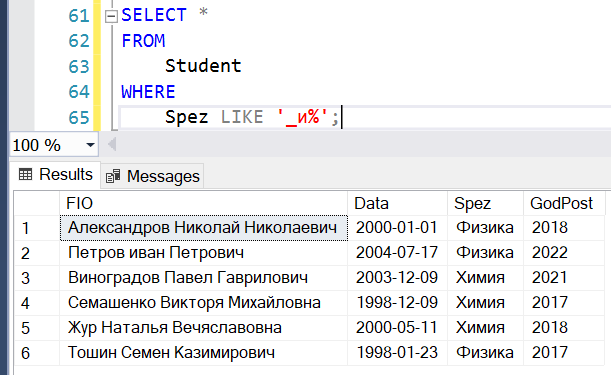 61 SELECT *
62 FROM
63 Student
64 WHERE
65 Spez LIKE '_и%';
100 %
Results Messages
FIO Data Spez GodPost
1 Александров Николай Николаевич 2000-01-01 Физика 2018
2 Петров иван Петрович 2004-07-17 Физика 2022
3 Виноградов Павел Гаврилович 2003-12-09 Химия 2021
4 Семашенко Викторя Михайловна 1998-12-09 Химия 2017
5 Жур Наталья Вечяславовна 2000-05-11 Химия 2018
6 Тошин Семен Казимирович 1998-01-23 Физика 2017